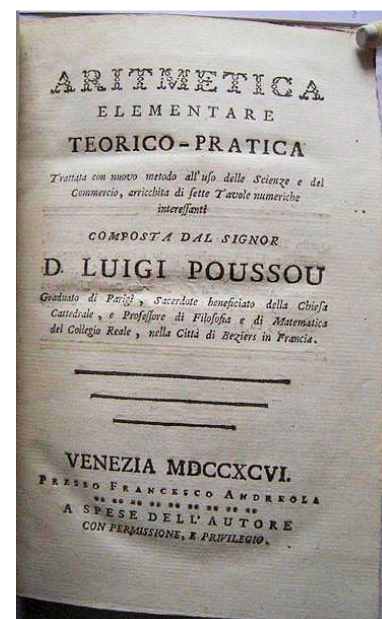 ARITMETICA
ELEMENTARE
TEORICO-PRATICA
Trattata con nuovo metodo all'uſo delle Scienze e del
Commercio, arricchita di ſette Tavole numeriche
intereſſanti
COMPOSTA DAL SIGNOR
D. LUIGI POUSSOU
Graduato di Parigi, Sacerdote beneficiato della Chieſa
Cattedrale, e Profeſſore di Filoſofia e di Matematica
del Collegio Reale, nella Città di Beziers in Francia.
VENEZIA MDCCXCVI.
PRESSO FRANCESCO ANDREOLA
A SPESE DELL'AUTORE
CON PERMISSIONE, E PRIVILEGIO.